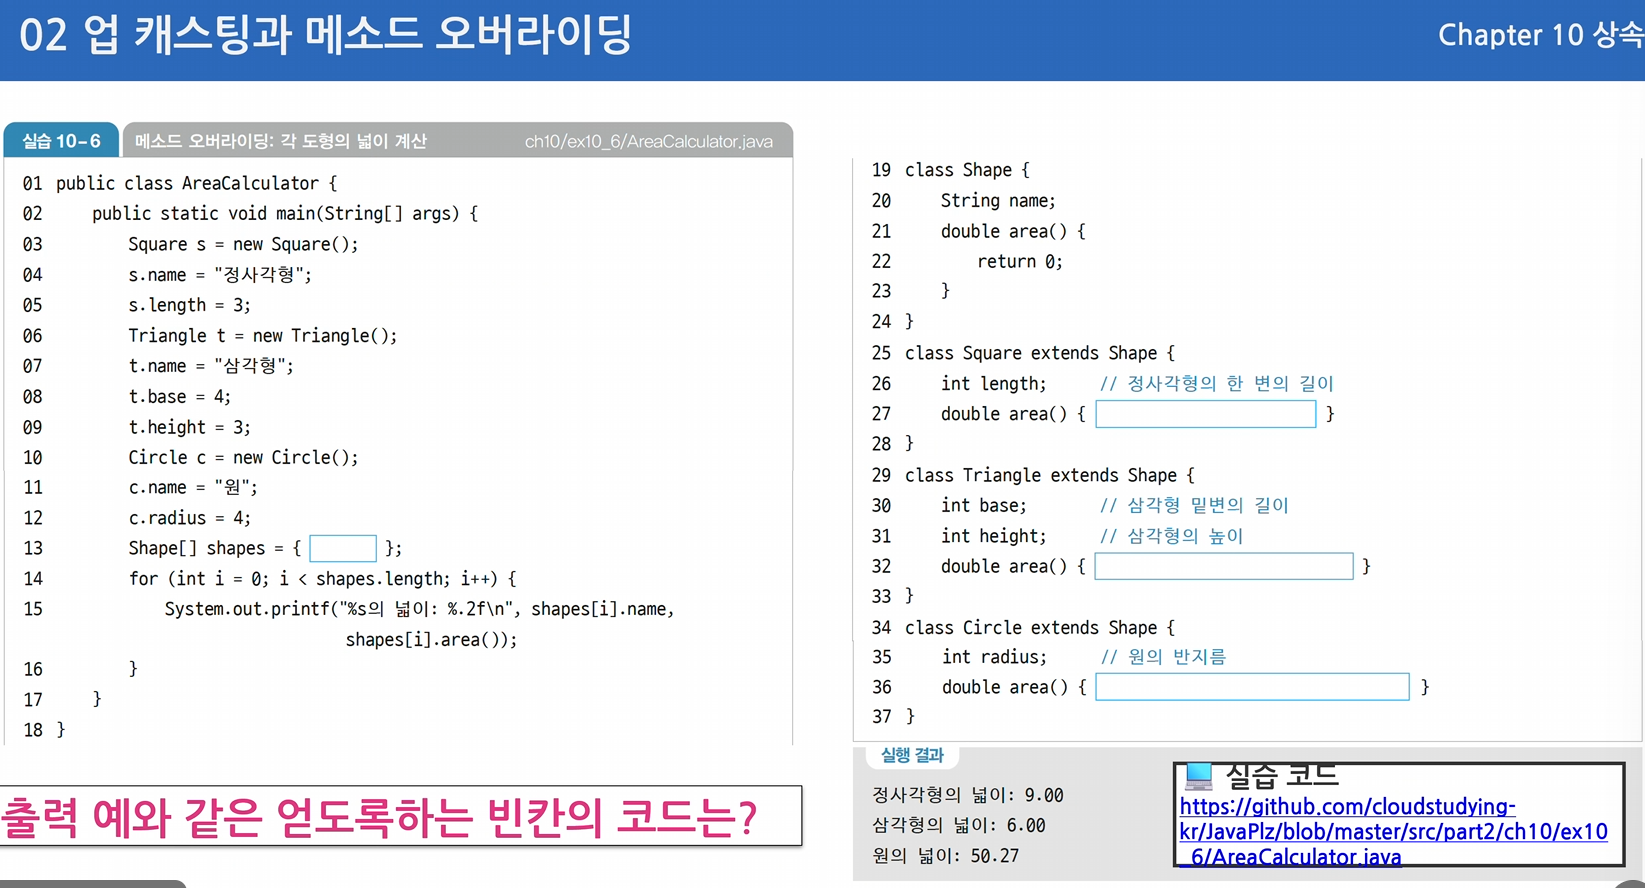 02 업 캐스팅과 메소드 오버라이딩
Chapter 10 상속
실습 10-6 메소드 오버라이딩: 각 도형의 넓이 계산 ch10/ex10_6/AreaCalculator.java
01 public class AreaCalculator {
02 public static void main(String[] args) {
03 Square s = new Square();
04 s.name = "정사각형";
05 s.length = 3;
06 Triangle t = new Triangle();
07 t.name = "삼각형";
08 t.base = 4;
09 t.height = 3;
10 Circle c = new Circle();
11 c.name = "원";
12 c.radius = 4;
13 Shape[] shapes = { };
14 for (int i = 0; i < shapes.length; i++) {
15 System.out.printf("%s의 넓이: %.2f\n", shapes[i].name,
shapes[i].area());
16 }
17 }
18 }
출력 예와 같은 얻도록하는 빈칸의 코드는?
19 class Shape {
20 String name;
21 double area() {
22 return 0;
23 }
24 }
25 class Square extends Shape {
26 int length; // 정사각형의 한 변의 길이
27 double area() { }
28 }
29 class Triangle extends Shape {
30 int base; // 삼각형 밑변의 길이
31 int height; // 삼각형의 높이
32 double area() { }
33 }
34 class Circle extends Shape {
35 int radius; // 원의 반지름
36 double area() { }
37 }
실행 결과
정사각형의 넓이: 9.00
삼각형의 넓이: 6.00
원의 넓이: 50.27
실습 코드
https://github.com/cloudstudying-
kr/JavaPlz/blob/master/src/part2/ch10/ex10
_6/AreaCalculator.java